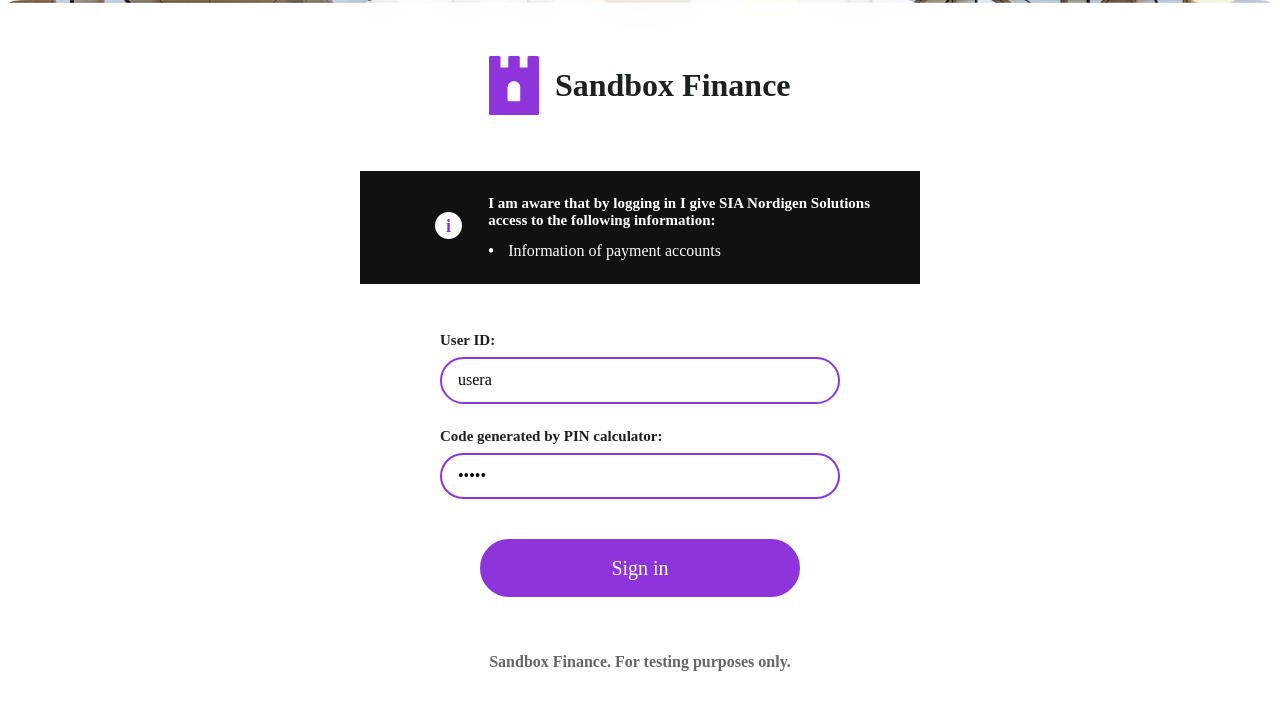 Sandbox Finance
i
I am aware that by logging in I give SIA Nordigen Solutions
access to the following information:
• Information of payment accounts
User ID:
usera
Code generated by PIN calculator:
•••••
Sign in
Sandbox Finance. For testing purposes only.